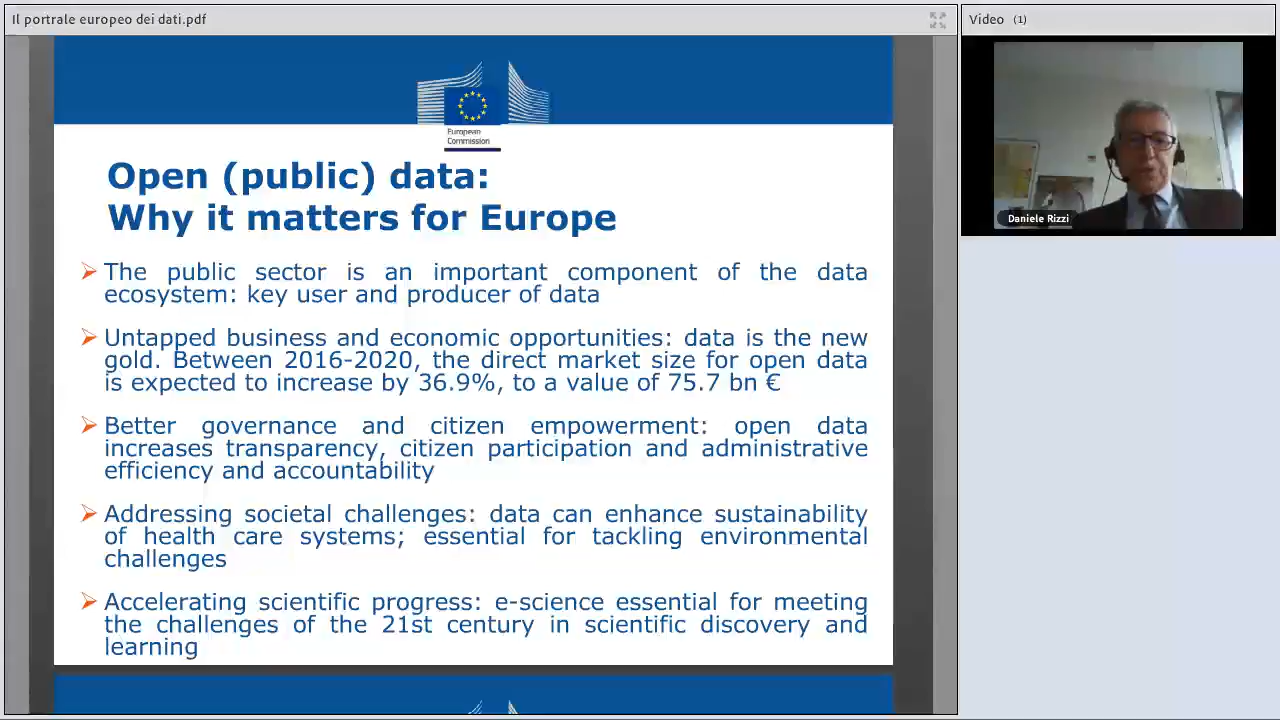 Il portrale europeo dei dati.pdf
Video (1)
European
Commission
Daniele Rizzi
Open (public) data:
Why it matters for Europe
The public sector is an important component of the data
ecosystem: key user and producer of data
Untapped business and economic opportunities: data is the new
gold. Between 2016-2020, the direct market size for open data
is expected to increase by 36.9%, to a value of 75.7 bn €
Better governance and citizen empowerment: open data
increases transparency, citizen participation and administrative
efficiency and accountability
Addressing societal challenges: data can enhance sustainability
of health care systems; essential for tackling environmental
challenges
Accelerating scientific progress: e-science essential for meeting
the challenges of the 21st century in scientific discovery and
learning